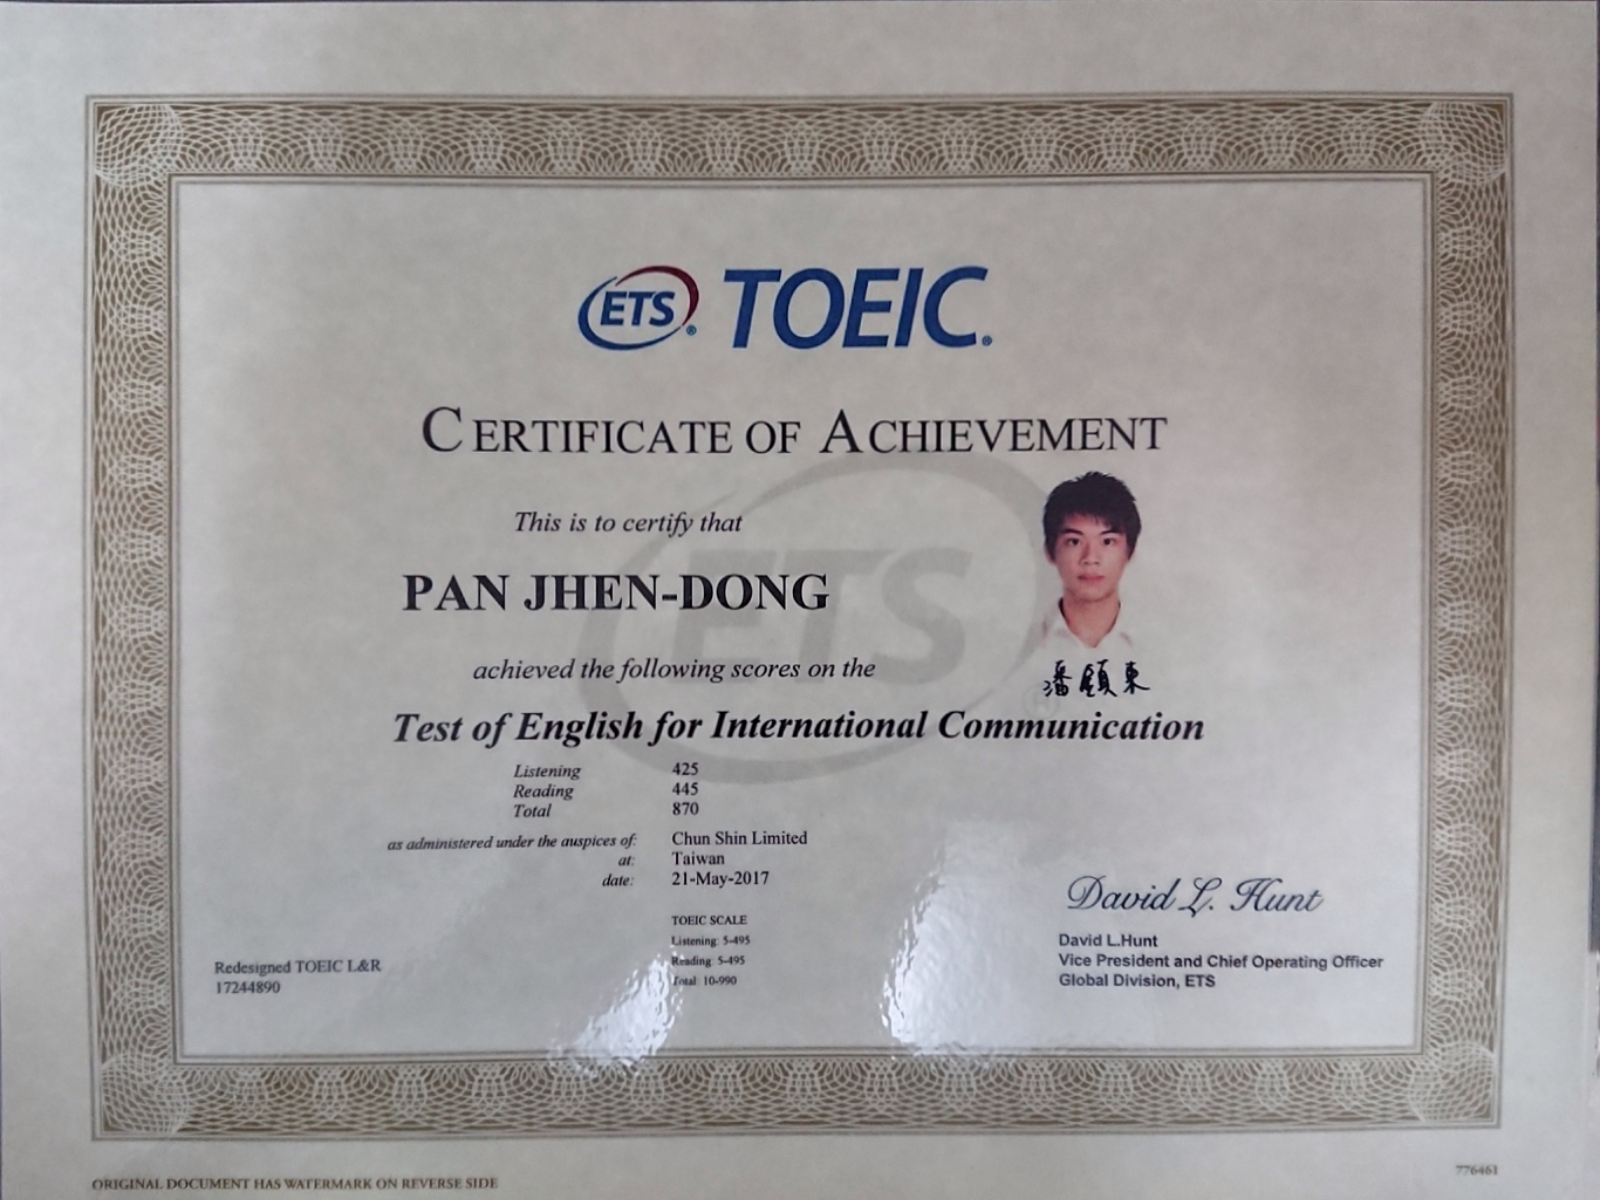 ETS® TOEIC®
CERTIFICATE OF ACHIEVEMENT
This is to certify that
PAN JHEN-DONG
achieved the following scores on the
潘鎮東
Test of English for International Communication
Listening 425
Reading 445
Total 870
as administered under the auspices of: Chun Shin Limited
at: Taiwan
date: 21-May-2017
TOEIC SCALE
Listening: 5-495
Reading 5-495
Total 10-990
Redesigned TOEIC L&R
17244890
David L. Hunt
David L.Hunt
Vice President and Chief Operating Officer
Global Division, ETS
ETS
ORIGINAL DOCUMENT HAS WATERMARK ON REVERSE SIDE
776461